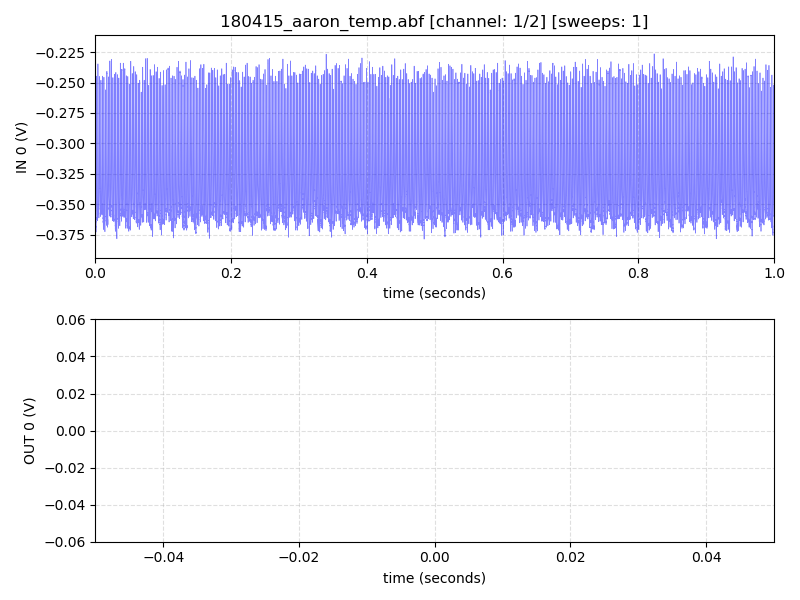 180415_aaron_temp.abf [channel: 1/2] [sweeps: 1]
−0.225
−0.250
−0.275
−0.300
−0.325
−0.350
−0.375
IN 0 (V)
0.0 0.2 0.4 0.6 0.8 1.0
time (seconds)
0.06
0.04
0.02
0.00
−0.02
−0.04
−0.06
OUT 0 (V)
−0.04 −0.02 0.00 0.02 0.04
time (seconds)